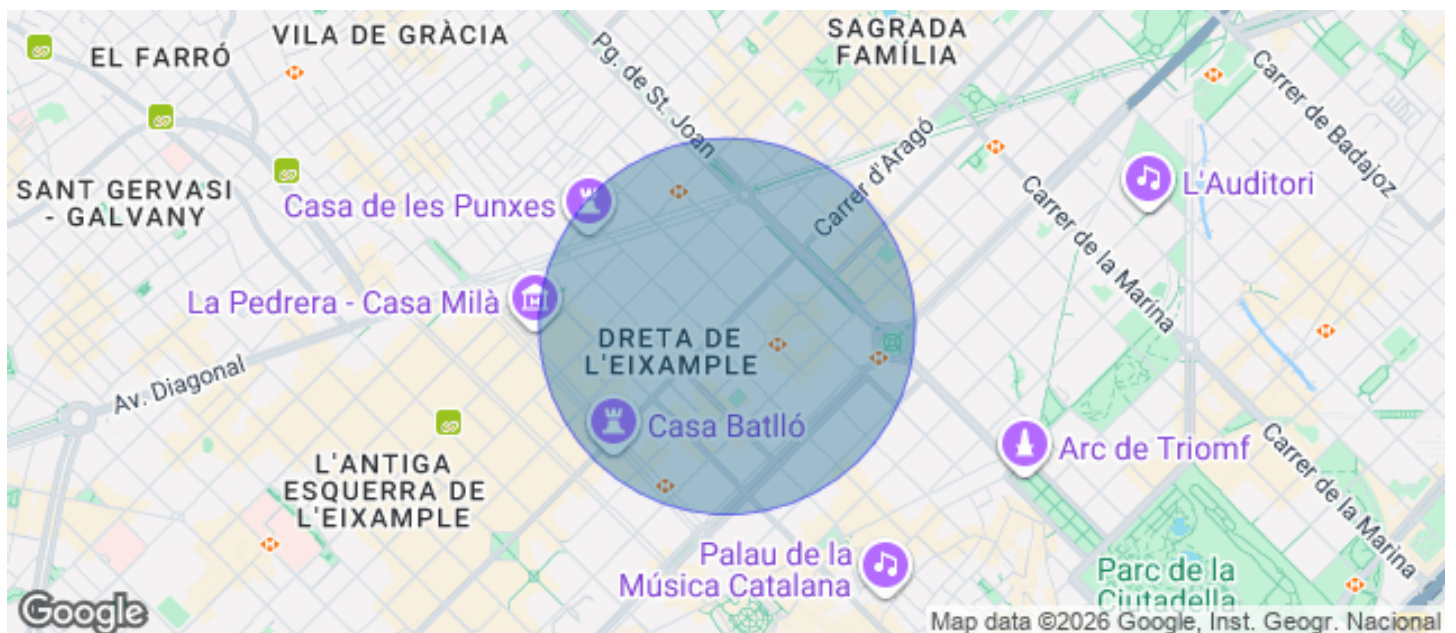 VILA DE GRÀCIA
EL FARRÓ
SAGRADA
FAMÍLIA
Pg. de St. Joan
Carrer de Badajoz
Carrer d'Aragó
SANT GERVASI
- GALVANY
Casa de les Punxes
L'Auditori
Carrer de la Marina
La Pedrera - Casa Milà
DRETA DE
L'EIXAMPLE
Av. Diagonal
Casa Batlló
Arc de Triomf
Carrer de la Marina
L'ANTIGA
ESQUERRA DE
L'EIXAMPLE
Palau de la
Música Catalana
Parc de la
Ciutadella
Google
Map data ©2026 Google, Inst. Geogr. Nacional